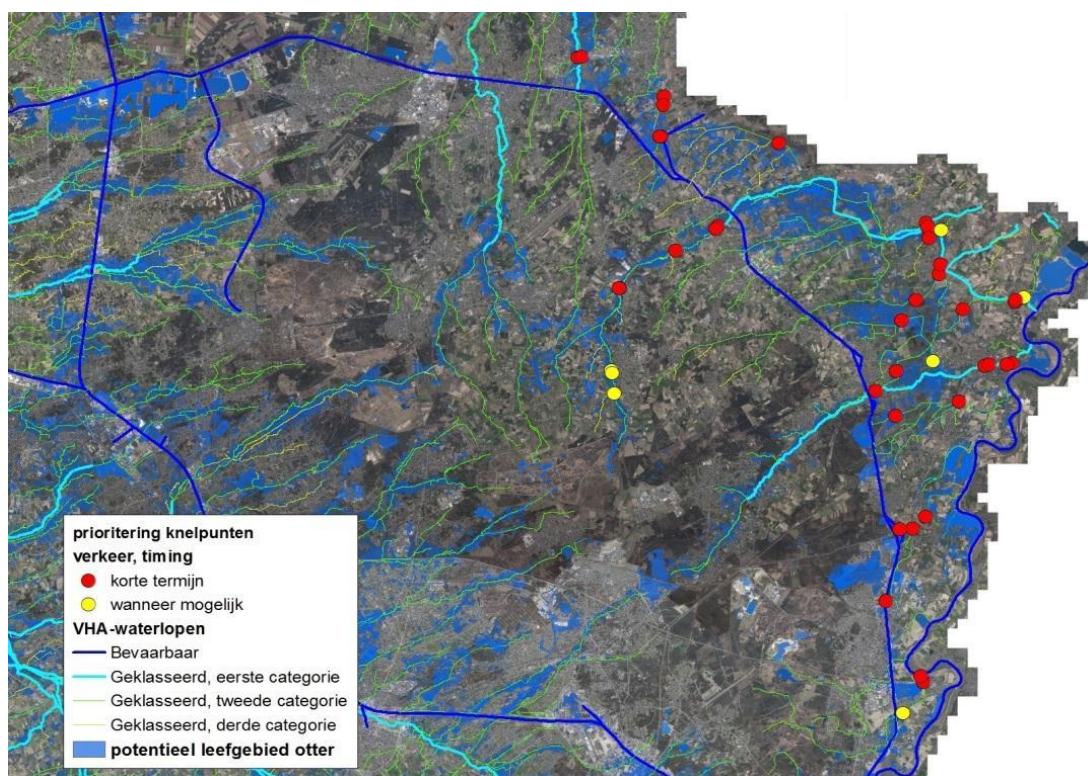 prioritering knelpunten
verkeer, timing
korte termijn
wanneer mogelijk
VHA-waterlopen
Bevaarbaar
Geklasseerd, eerste categorie
Geklasseerd, tweede categorie
Geklasseerd, derde categorie
potentieel leefgebied otter